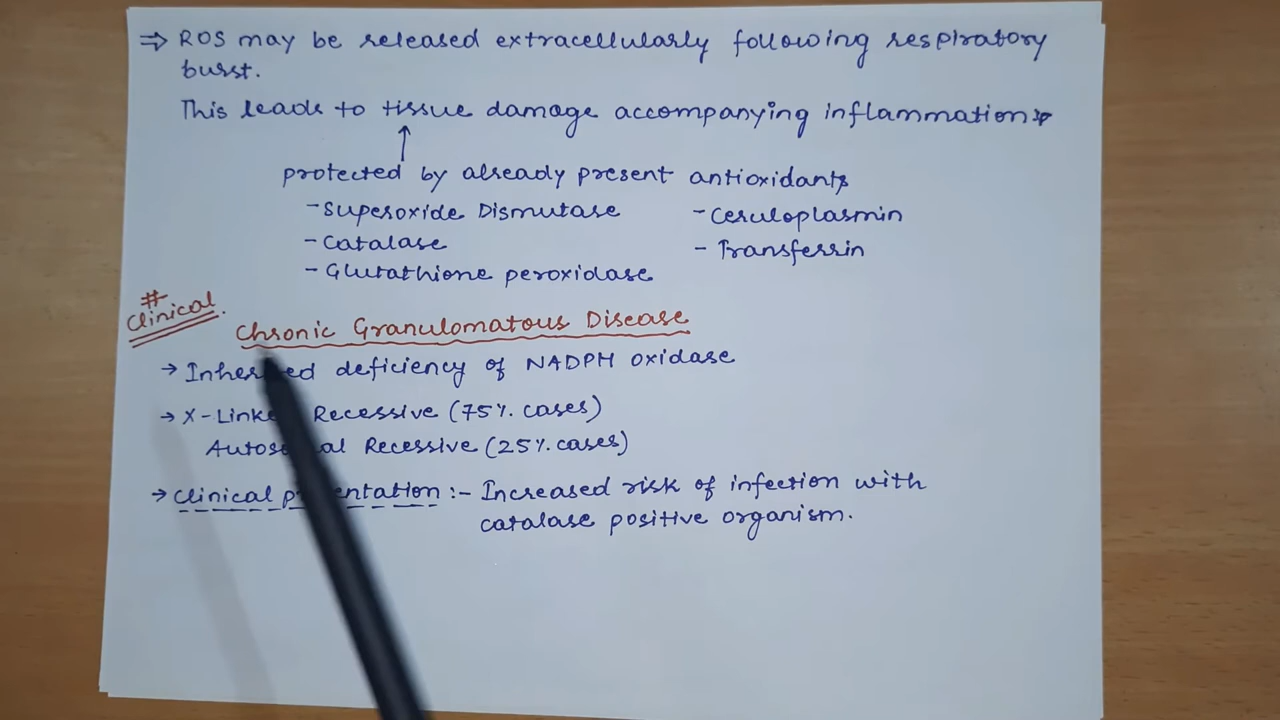 ⇒ ROS may be released extracellularly following respiratory
burst.
This leads to tissue damage accompanying inflammation
↑
protected by already present antioxidants
- Superoxide Dismutase
- Catalase
- Glutathione peroxidase
- Ceruloplasmin
- Transferrin
#
Clinical.
Chronic Granulomatous Disease
→ deficiency of NADPH oxidase
→ X-Linked Recessive (75% cases)
Recessive (25% cases)
→ Clinical :- Increased risk of infection with
catalase positive organism.